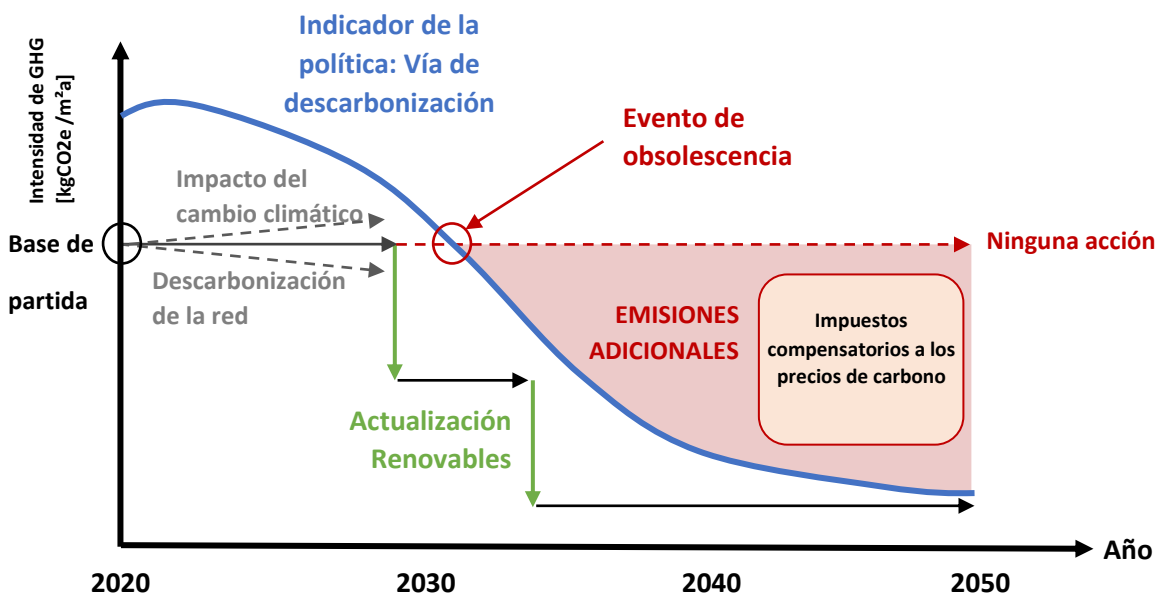 Intensidad de GHG
[kgCO2e /m²a]
Indicador de la
política: Vía de
descarbonización
Evento de
obsolescencia
Impacto del
cambio climático
Base de
partida
Descarbonización
de la red
Ninguna acción
EMISIONES
ADICIONALES
Impuestos
compensatorios a los
precios de carbono
Actualización
Renovables
Año
2020
2030
2040
2050